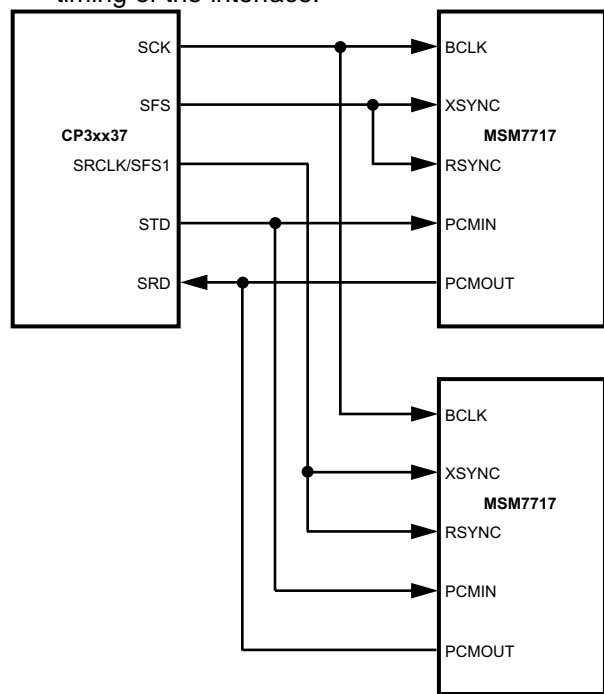 timing of the interface.
SCK
BCLK
SFS
XSYNC
CP3xx37
MSM7717
SRCLK/SFS1
RSYNC
STD
PCMIN
SRD
PCMOUT
BCLK
XSYNC
MSM7717
RSYNC
PCMIN
PCMOUT